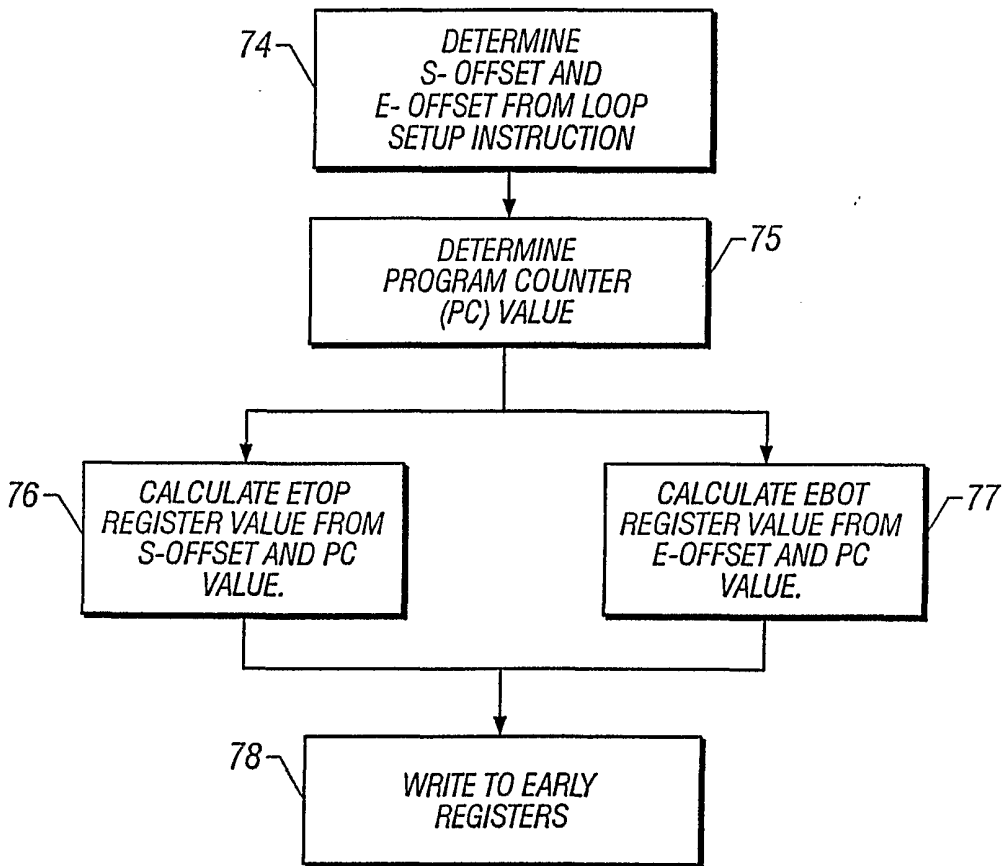 74
DETERMINE
S- OFFSET AND
E- OFFSET FROM LOOP
SETUP INSTRUCTION
75
DETERMINE
PROGRAM COUNTER
(PC) VALUE
76
CALCULATE ETOP
REGISTER VALUE FROM
S-OFFSET AND PC
VALUE.
CALCULATE EBOT
REGISTER VALUE FROM
E-OFFSET AND PC
VALUE.
77
78
WRITE TO EARLY
REGISTERS